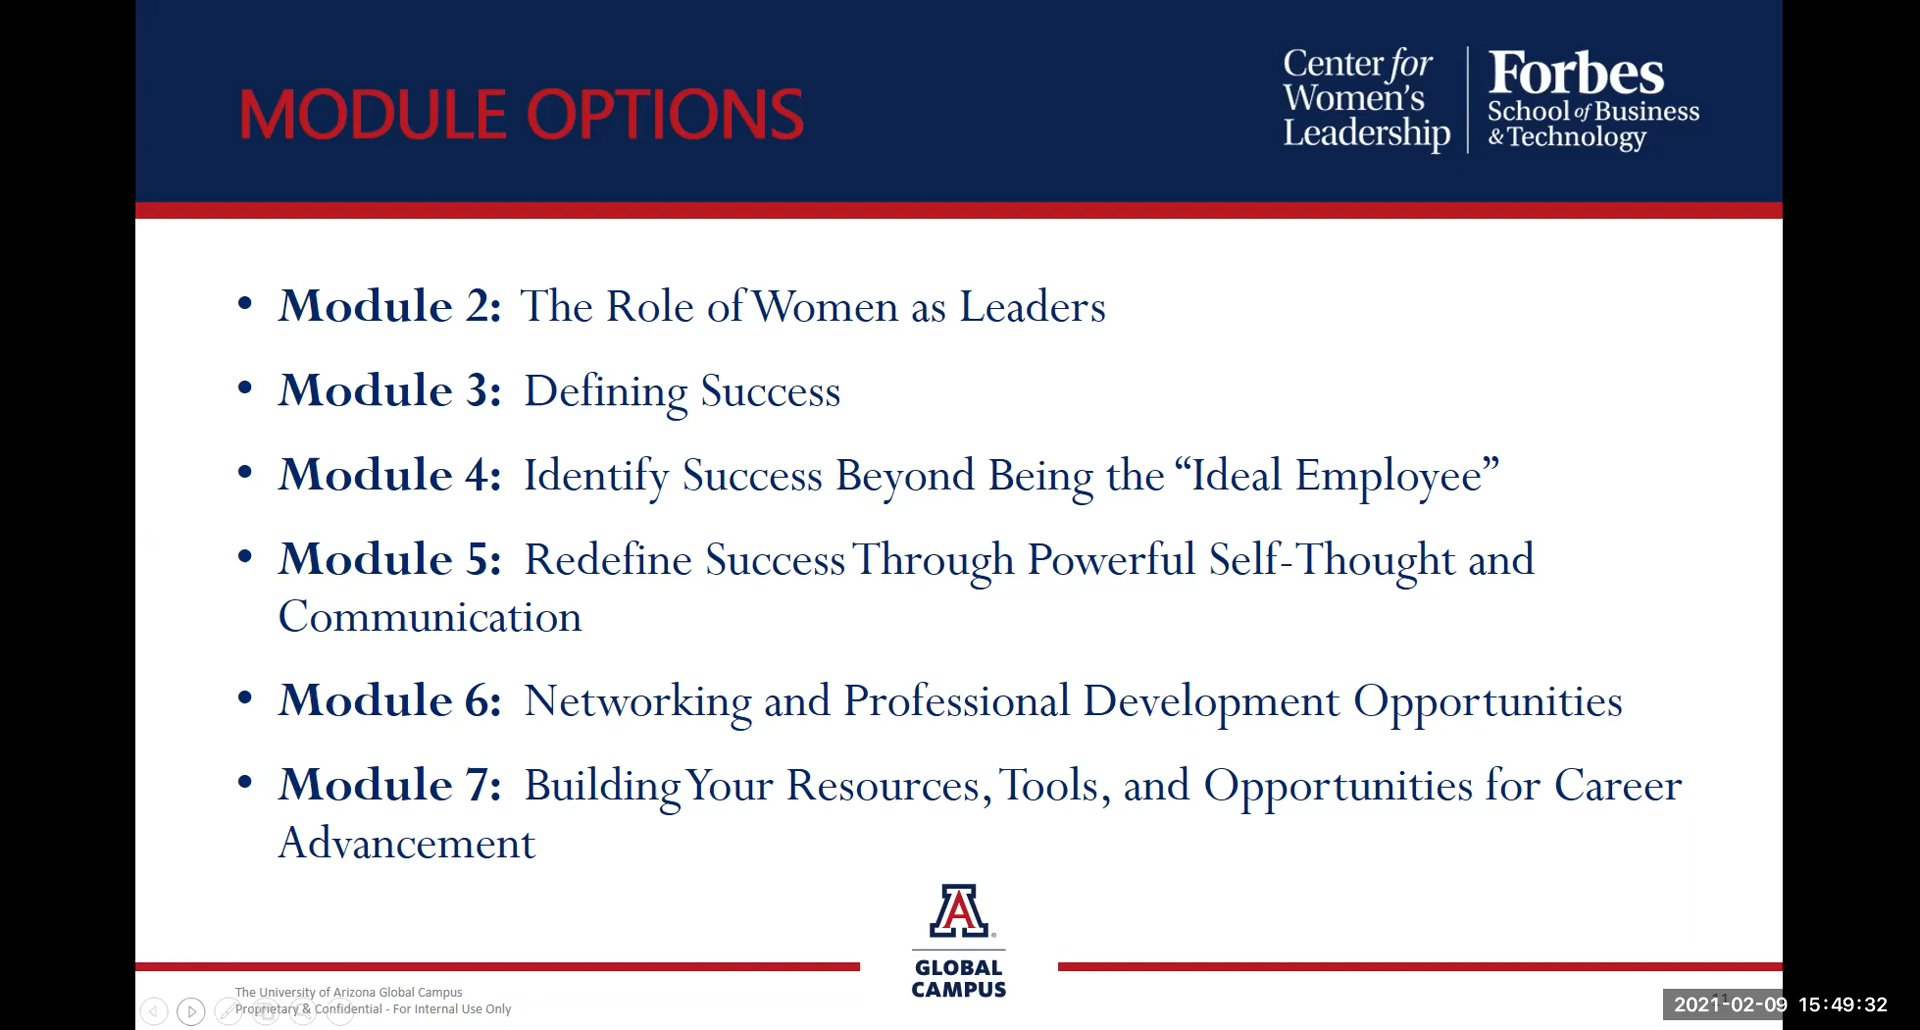 MODULE OPTIONS
Center for
Women's
Leadership
Forbes
School of Business
& Technology
• Module 2: The Role of Women as Leaders
• Module 3: Defining Success
• Module 4: Identify Success Beyond Being the “Ideal Employee”
• Module 5: Redefine Success Through Powerful Self-Thought and
Communication
• Module 6: Networking and Professional Development Opportunities
• Module 7: Building Your Resources, Tools, and Opportunities for Career
Advancement
A
GLOBAL
CAMPUS
The University of Arizona Global Campus
Proprietary & Confidential - For Internal Use Only
2021-02-09 15:49:32